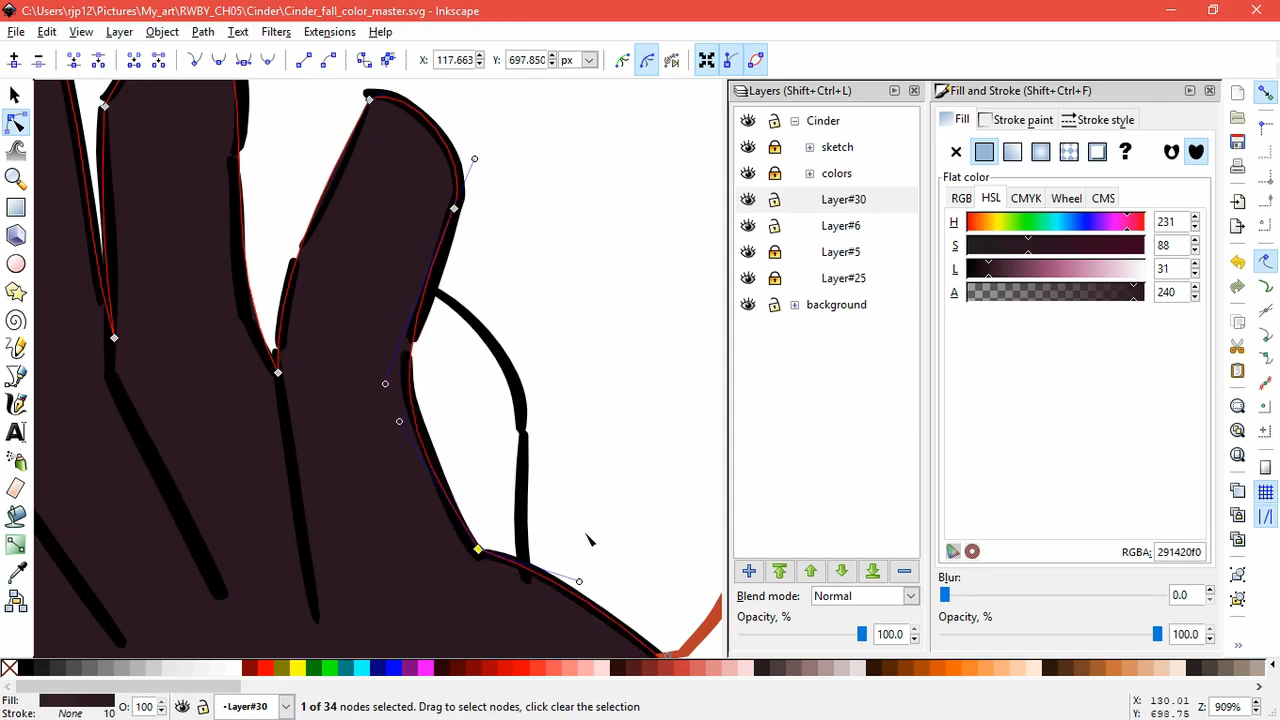 C:\Users\rjp12\Pictures\My_art\RWBY_CH05\Cinder\Cinder_fall_color_master.svg - Inkscape
File Edit View Layer Object Path Text Filters Extensions Help
X: 117.663 Y: 697.850 px
Layers (Shift+Ctrl+L)
Cinder
sketch
colors
Layer#30
Layer#6
Layer#5
Layer#25
background
Blend mode: Normal
Opacity, %
100.0
Fill and Stroke (Shift+Ctrl+F)
Fill Stroke paint Stroke style
?
Flat color
RGB HSL CMYK Wheel CMS
H 231
S 88
L 31
A 240
RGBA: 291420f0
Blur:
0.0
Opacity, %
100.0
Fill:
Stroke: None 10
O: 100
•Layer#30
1 of 34 nodes selected. Drag to select nodes, click clear the selection
X: 130.01
Y: 698.75
Z: 909%